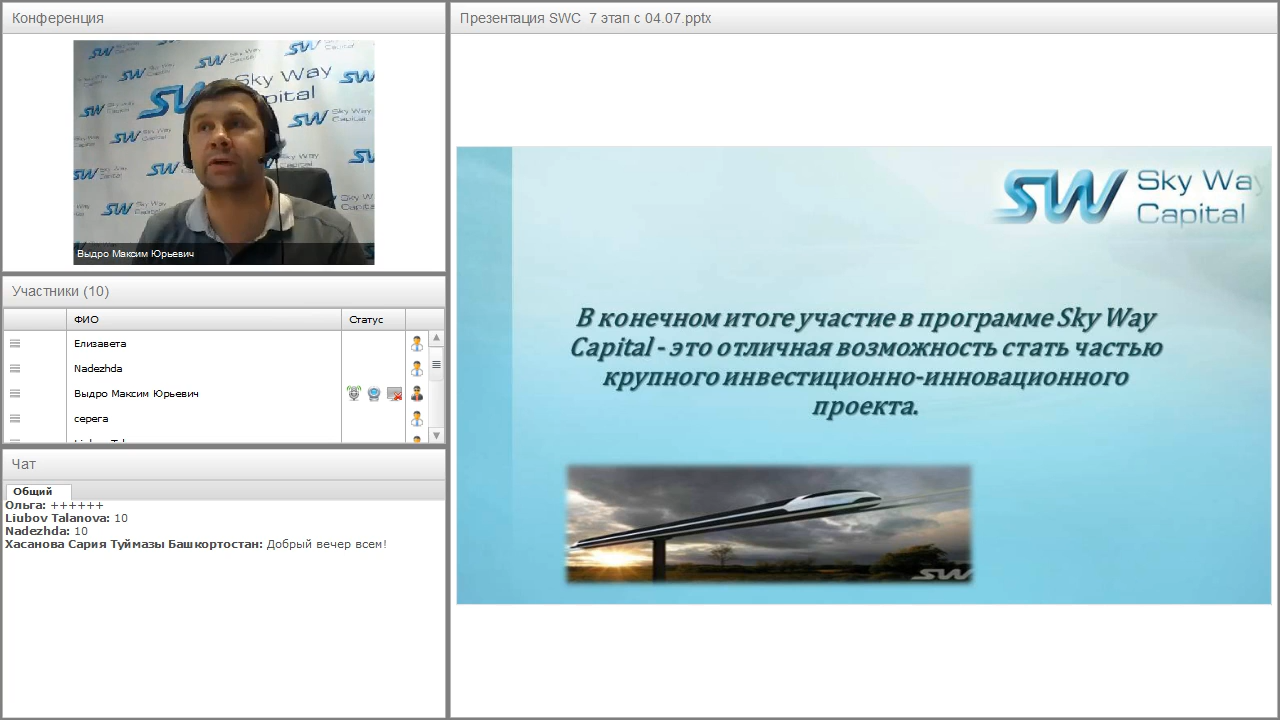 Конференция
Sky Way
Capital
Выдро Максим Юрьевич
Участники (10)
ФИО
Статус
Елизавета
Nadezhda
Выдро Максим Юрьевич
серега
Чат
Общий
Ольга: ++++++
Liubov Talanova: 10
Nadezhda: 10
Хасанова Сария Туймазы Башкортостан: Добрый вечер всем!
Презентация SWC 7 этап с 04.07.pptx
SW Sky Way
Capital
В конечном итоге участие в программе Sky Way
Capital - это отличная возможность стать частью
крупного инвестиционно-инновационного
проекта.
SW